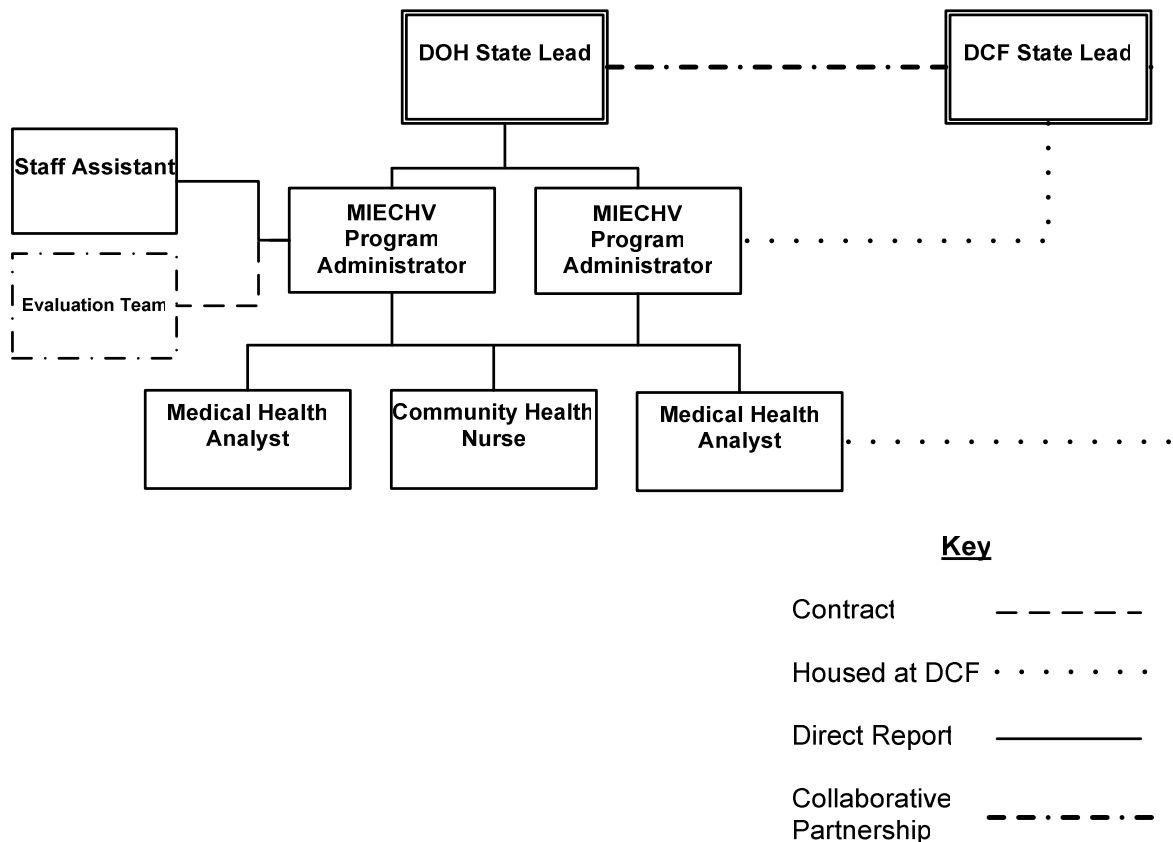 DOH State Lead
DCF State Lead
Staff Assistant
MIECHV
Program
Administrator
MIECHV
Program
Administrator
Evaluation Team
Medical Health
Analyst
Community Health
Nurse
Medical Health
Analyst
Key
Contract
Housed at DCF
Direct Report
Collaborative
Partnership